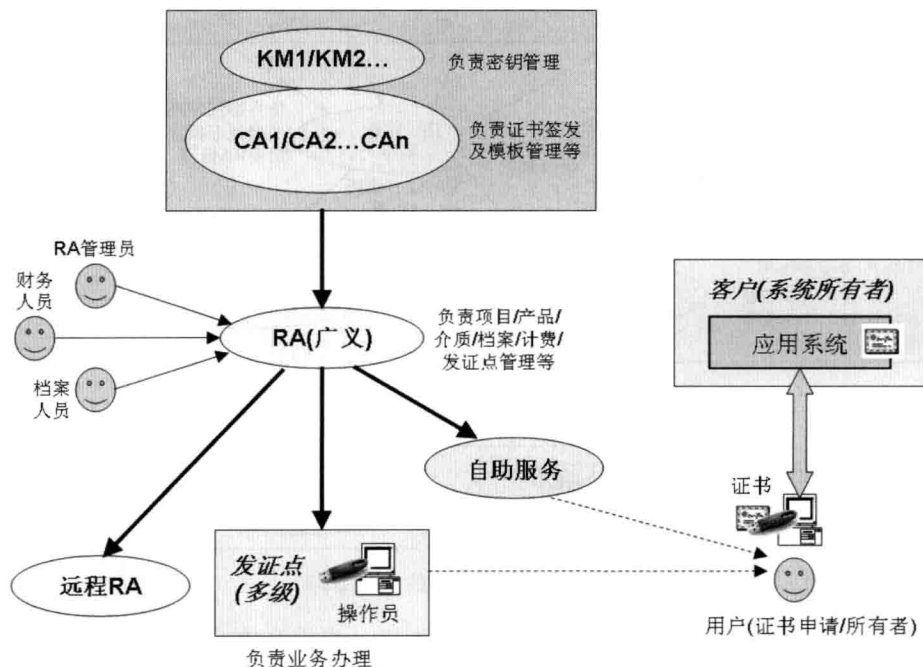 KM1/KM2...
负责密钥管理
CA1/CA2...CAn
负责证书签发
及模板管理等
RA管理员
财务
人员
档案
人员
RA(广义)
负责项目/产品/
介质/档案/计费/
发证点管理等
客户(系统所有者)
应用系统
自助服务
证书
远程RA
发证点
(多级)
操作员
用户(证书申请/所有者)
负责业务办理